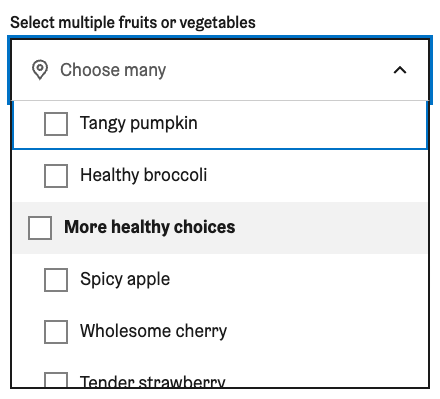 Select multiple fruits or vegetables
Choose many
Tangy pumpkin
Healthy broccoli
More healthy choices
Spicy apple
Wholesome cherry
Tender strawberry